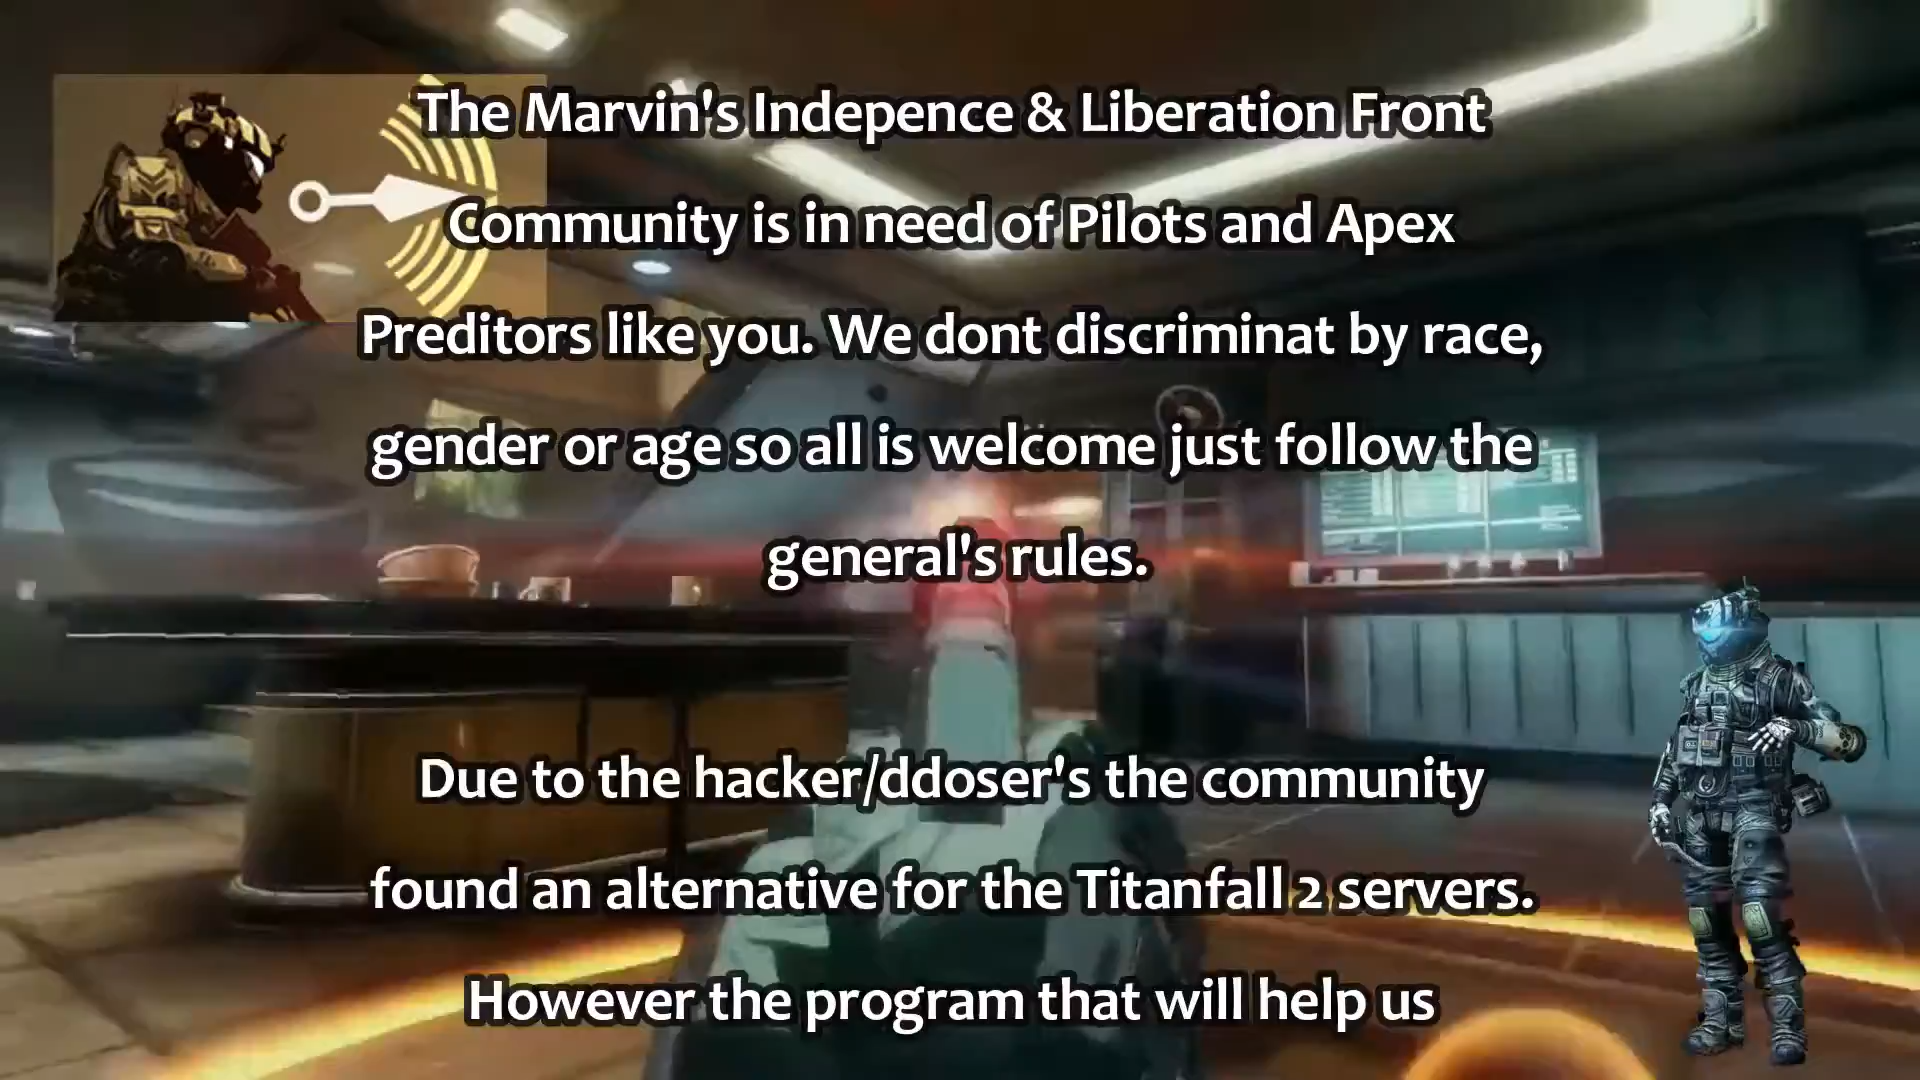 The Marvin's Indepence & Liberation Front
Community is in need of Pilots and Apex
Preditors like you. We dont discriminat by race,
gender or age so all is welcome just follow the
general's rules.
Due to the hacker/ddoser's the community
found an alternative for the Titanfall 2 servers.
However the program that will help us